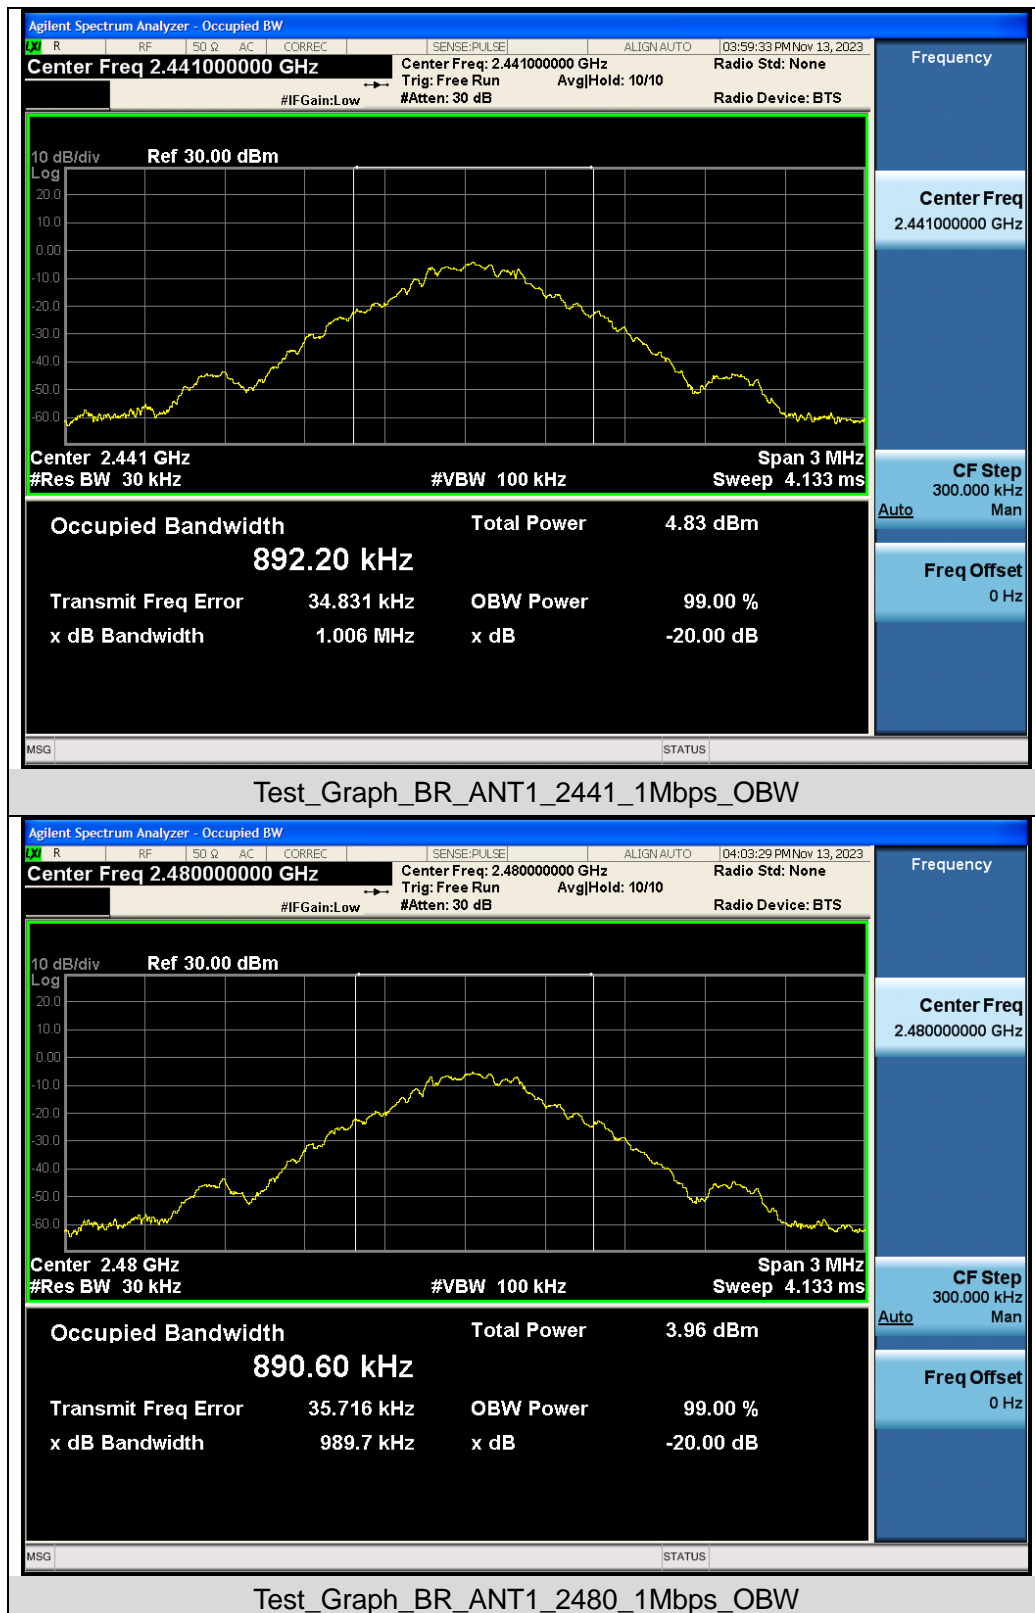 Agilent Spectrum Analyzer - Occupied BW
LXI R RF 50 Ω AC CORREC SENSE:PULSE ALIGN AUTO 03:59:33 PM Nov 13, 2023
Center Freq 2.441000000 GHz
Center Freq: 2.441000000 GHz
Radio Std: None
Trig: Free Run Avg|Hold: 10/10
#IFGain:Low
#Atten: 30 dB
Radio Device: BTS
Frequency
10 dB/div Ref 30.00 dBm
Log
20.0
10.0
0.00
-10.0
-20.0
-30.0
-40.0
-50.0
-60.0
Center Freq
2.441000000 GHz
Center 2.441 GHz Span 3 MHz
#Res BW 30 kHz #VBW 100 kHz Sweep 4.133 ms
CF Step
300.000 kHz
Auto Man
Occupied Bandwidth Total Power 4.83 dBm
892.20 kHz
Transmit Freq Error 34.831 kHz OBW Power 99.00 %
x dB Bandwidth 1.006 MHz x dB -20.00 dB
Freq Offset
0 Hz
MSG STATUS
Test_Graph_BR_ANT1_2441_1Mbps_OBW
Agilent Spectrum Analyzer - Occupied BW
LXI R RF 50 Ω AC CORREC SENSE:PULSE ALIGN AUTO 04:03:29 PM Nov 13, 2023
Center Freq 2.480000000 GHz
Center Freq: 2.480000000 GHz
Radio Std: None
Trig: Free Run Avg|Hold: 10/10
#IFGain:Low
#Atten: 30 dB
Radio Device: BTS
Frequency
10 dB/div Ref 30.00 dBm
Log
20.0
10.0
0.00
-10.0
-20.0
-30.0
-40.0
-50.0
-60.0
Center Freq
2.480000000 GHz
Center 2.48 GHz Span 3 MHz
#Res BW 30 kHz #VBW 100 kHz Sweep 4.133 ms
CF Step
300.000 kHz
Auto Man
Occupied Bandwidth Total Power 3.96 dBm
890.60 kHz
Transmit Freq Error 35.716 kHz OBW Power 99.00 %
x dB Bandwidth 989.7 kHz x dB -20.00 dB
Freq Offset
0 Hz
MSG STATUS
Test_Graph_BR_ANT1_2480_1Mbps_OBW